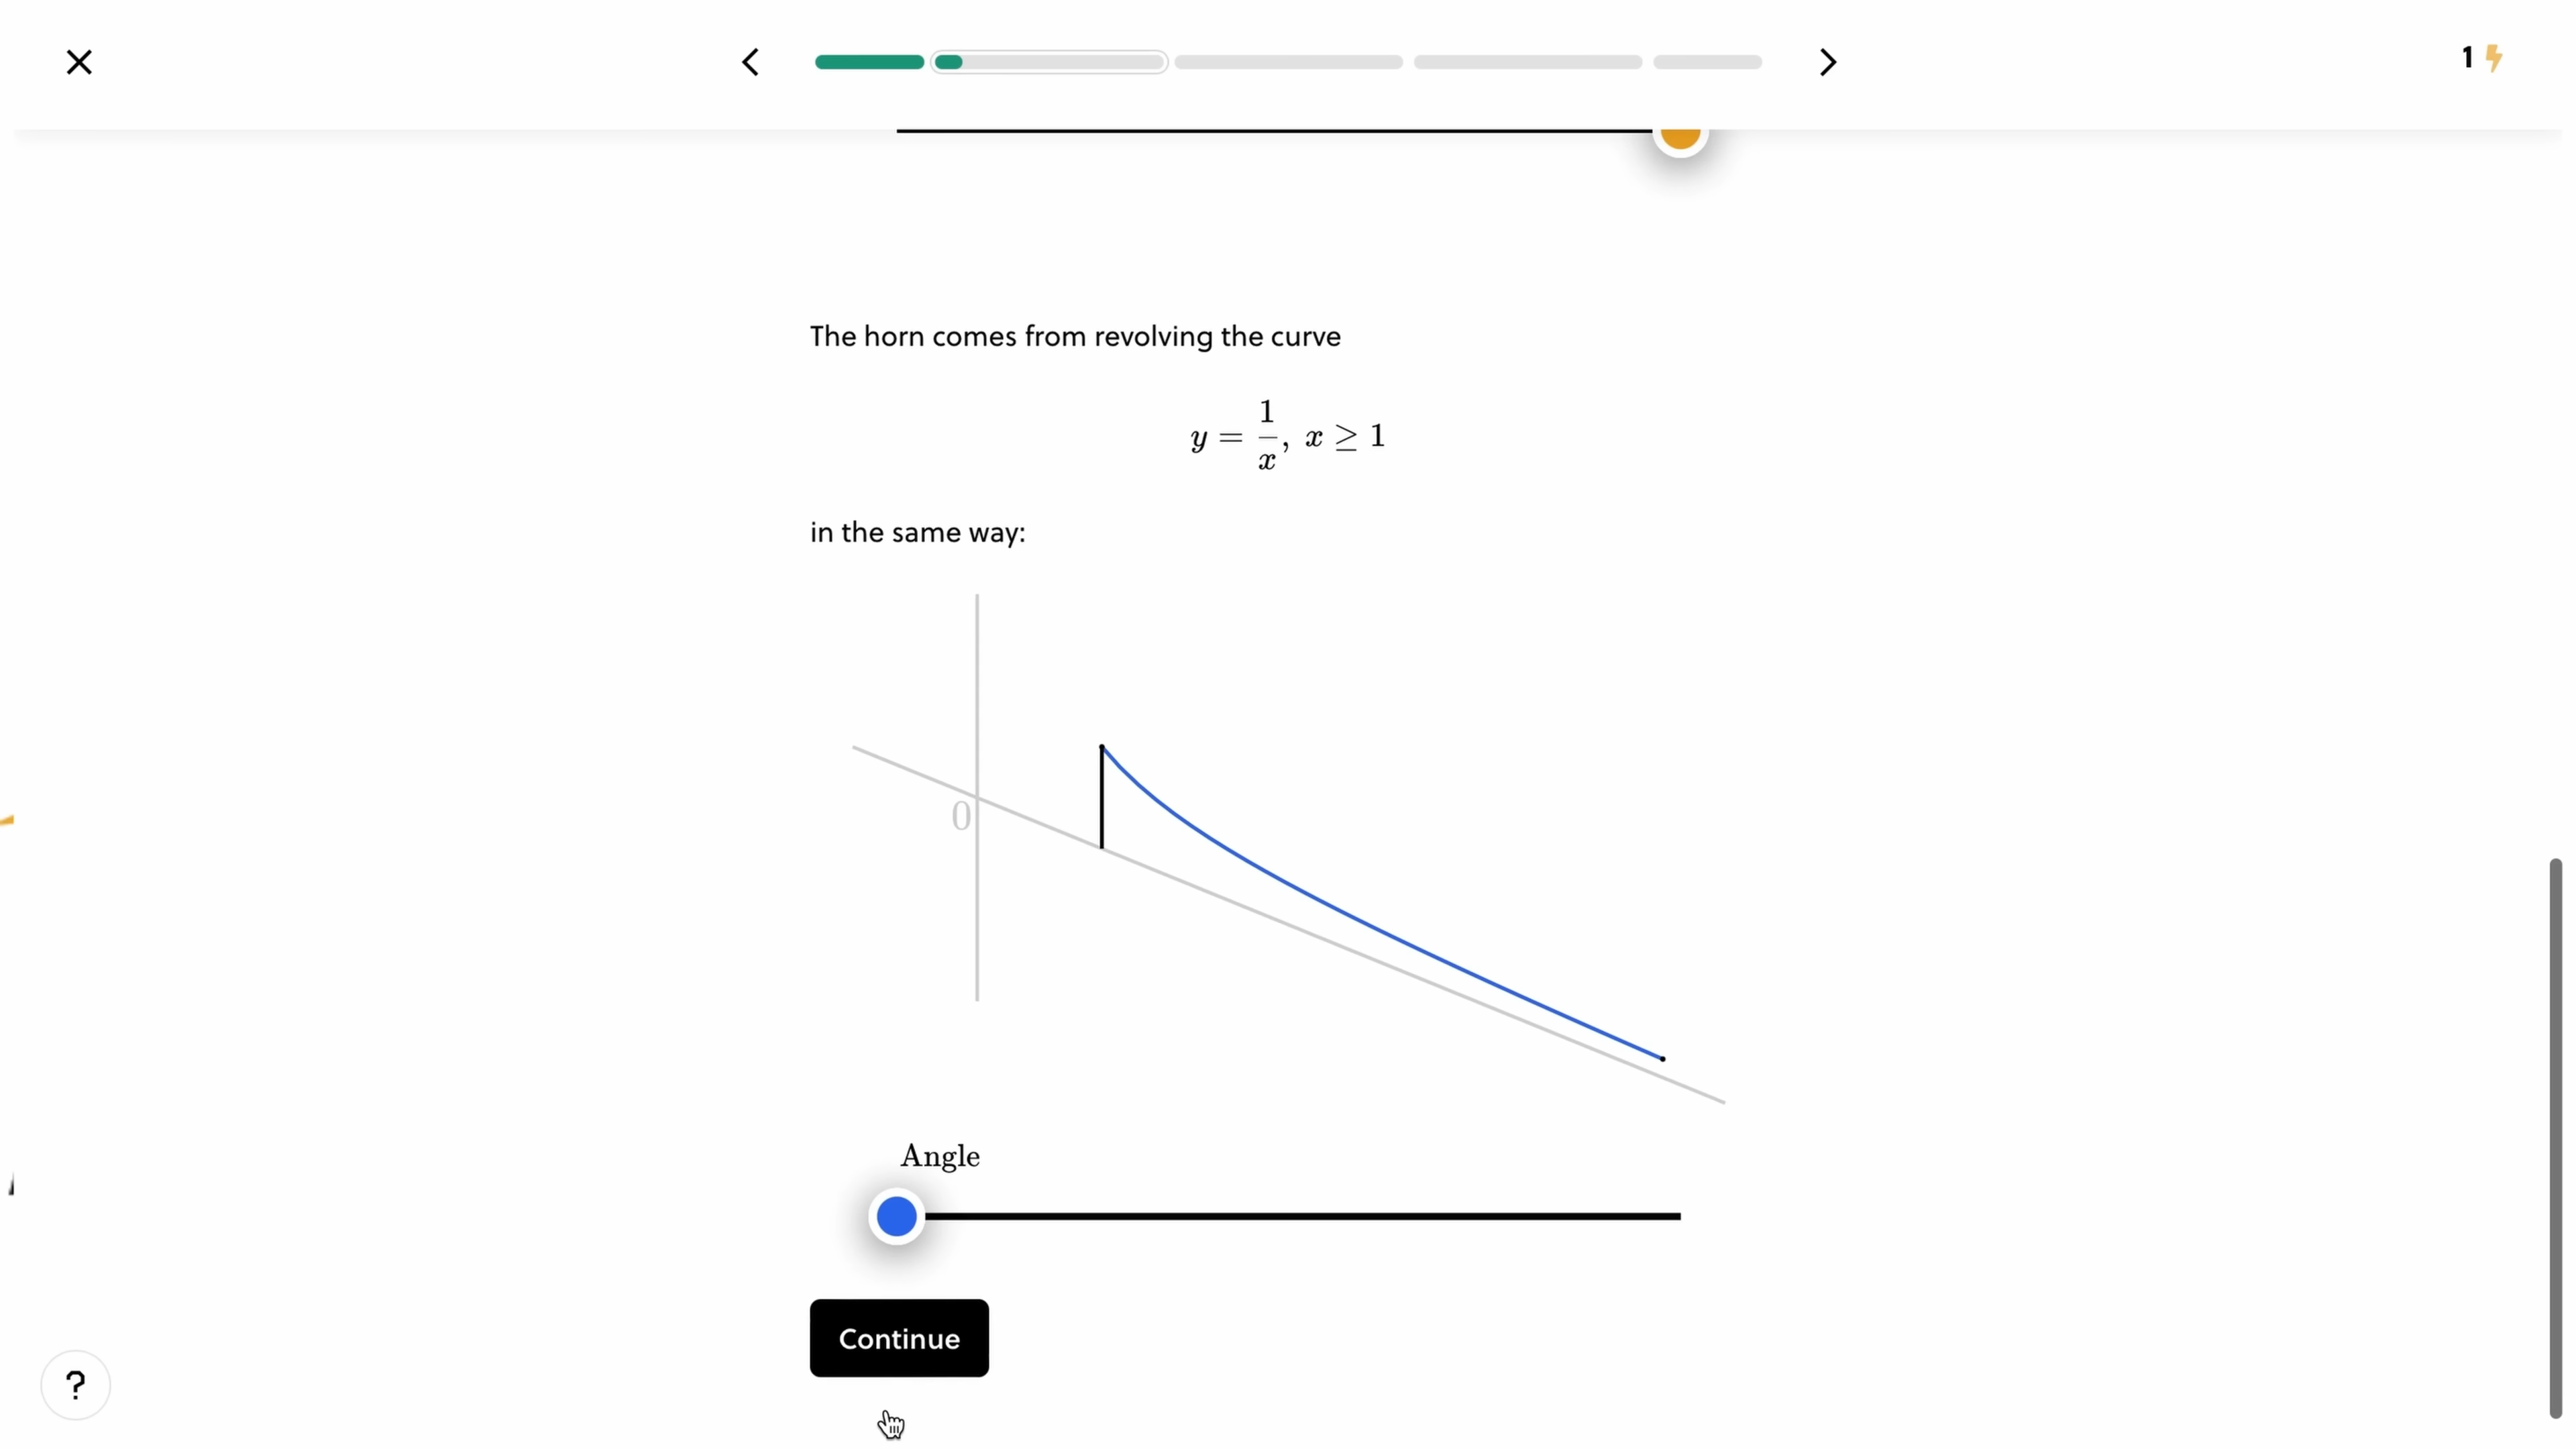 1
The horn comes from revolving the curve
y = 1/x, x ≥ 1
in the same way:
0
Angle
Continue
?